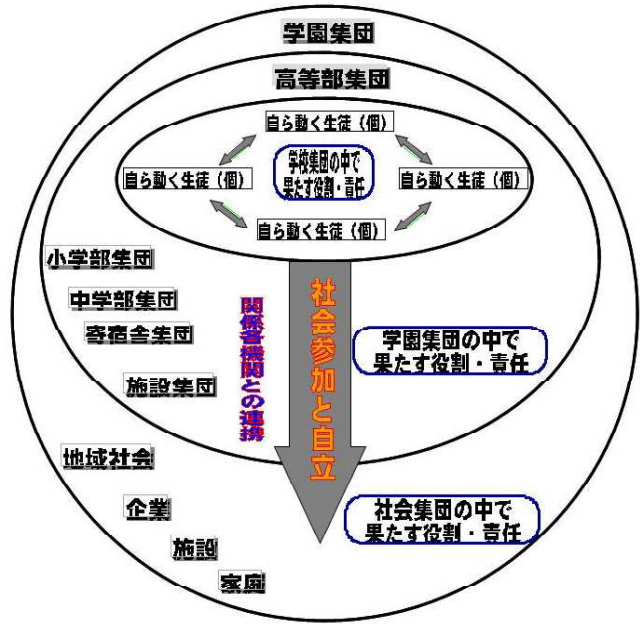 学園集団
高等部集団
自ら動く生徒（個）
自ら動く生徒（個）
学校集団の中で
果たす役割・責任
自ら動く生徒（個）
自ら動く生徒（個）
小学部集団
中学部集団
寄宿舎集団
施設集団
関係各機関との連携
社会参加と自立
学園集団の中で
果たす役割・責任
地域社会
企業
施設
家庭
社会集団の中で
果たす役割・責任